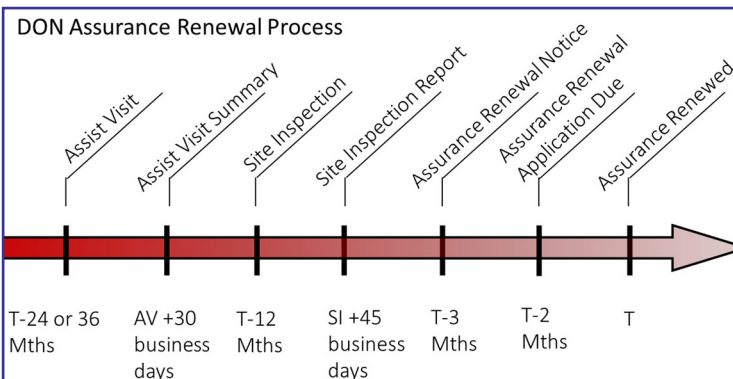 DON Assurance Renewal Process
Assist Visit
Assist Visit Summary
Site Inspection
Site Inspection Report
Assurance Renewal Notice
Assurance Renewal
Application Due
Assurance Renewed
T-24 or 36
Mths
AV +30
business
days
T-12
Mths
SI +45
business
days
T-3
Mths
T-2
Mths
T